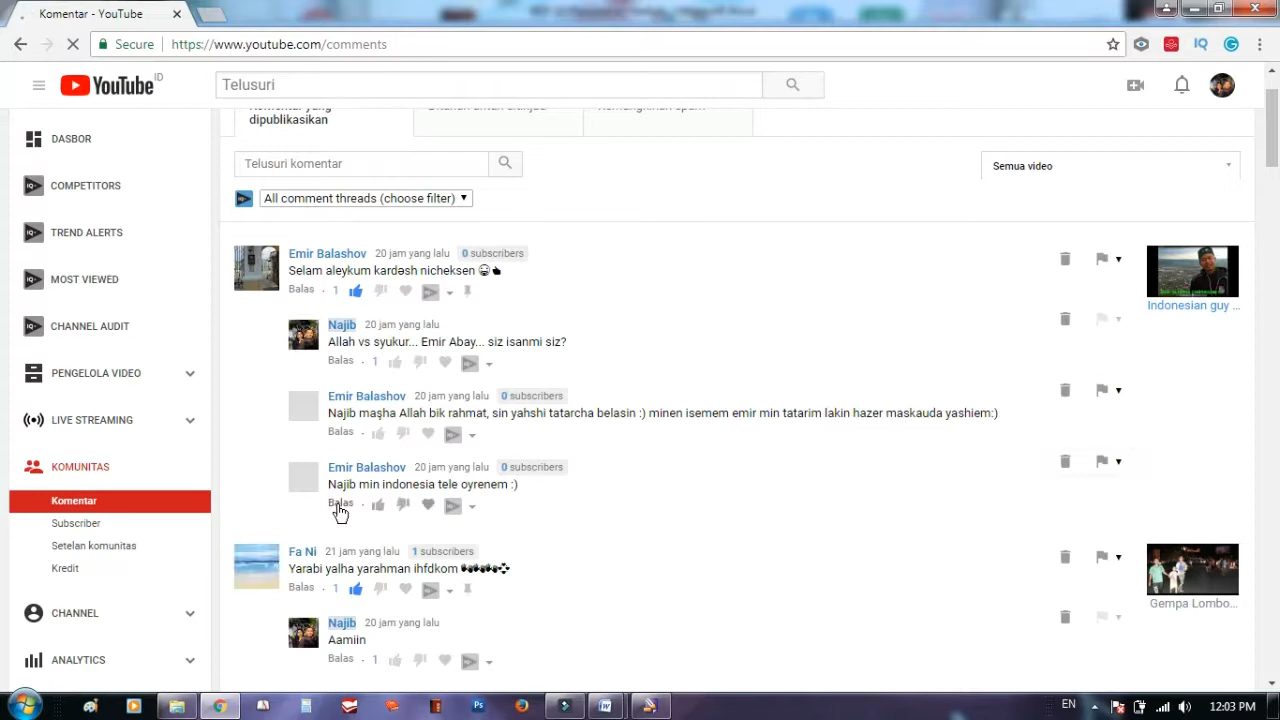 Komentar - YouTube
Secure https://www.youtube.com/comments
YouTube ID
Telusuri
Komentar yang
dipublikasikan
DASBOR
COMPETITORS
TREND ALERTS
MOST VIEWED
CHANNEL AUDIT
PENGELOLA VIDEO
LIVE STREAMING
KOMUNITAS
Komentar
Subscriber
Setelan komunitas
Kredit
CHANNEL
ANALYTICS
Telusuri komentar
Semua video
All comment threads (choose filter)
Emir Balashov 20 jam yang lalu 0 subscribers
Selam aleykum kardəsh nicheksen
Balas · 1
Indonesian guy ...
Najib 20 jam yang lalu
Allah vs syukur... Emir Abay... siz isanmi siz?
Balas · 1
Emir Balashov 20 jam yang lalu 0 subscribers
Najib maşha Allah bik rahmat, sin yahshi tatarcha belasin :) minen isemem emir min tatarim lakin hazer maskauda yashiem:)
Balas ·
Emir Balashov 20 jam yang lalu 0 subscribers
Najib min indonesia tele oyrenem :)
Balas ·
Fa Ni 21 jam yang lalu 1 subscribers
Yarabi yalha yarahman ihfdkom
Balas · 1
Gempa Lombo...
Najib 20 jam yang lalu
Aamiin
Balas · 1
EN
12:03 PM